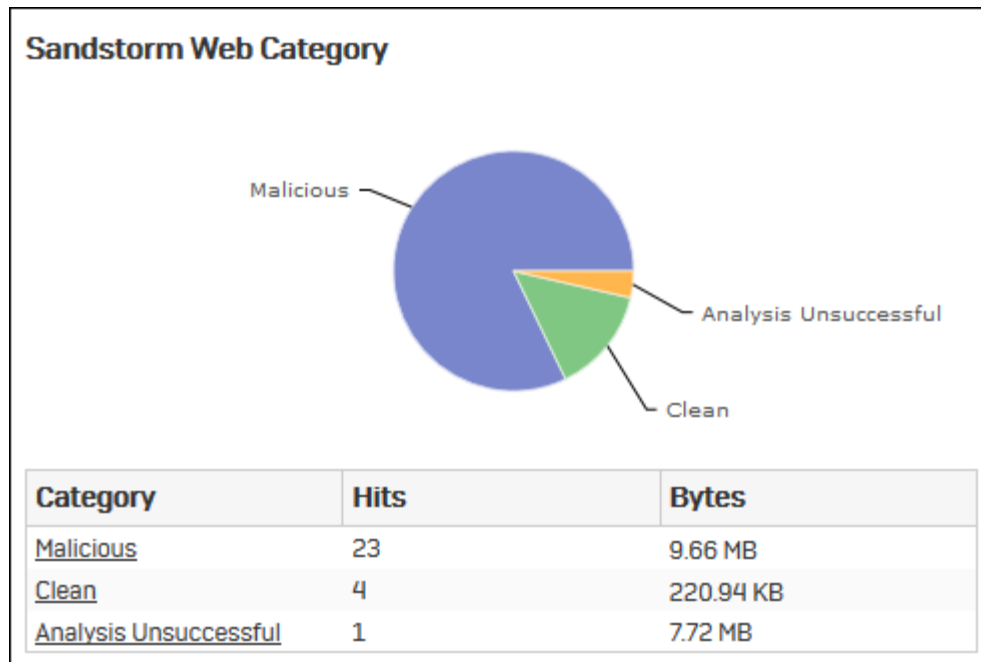 Sandstorm Web Category
Malicious
Analysis Unsuccessful
Clean
Category Hits Bytes
Malicious 23 9.66 MB
Clean 4 220.94 KB
Analysis Unsuccessful 1 7.72 MB